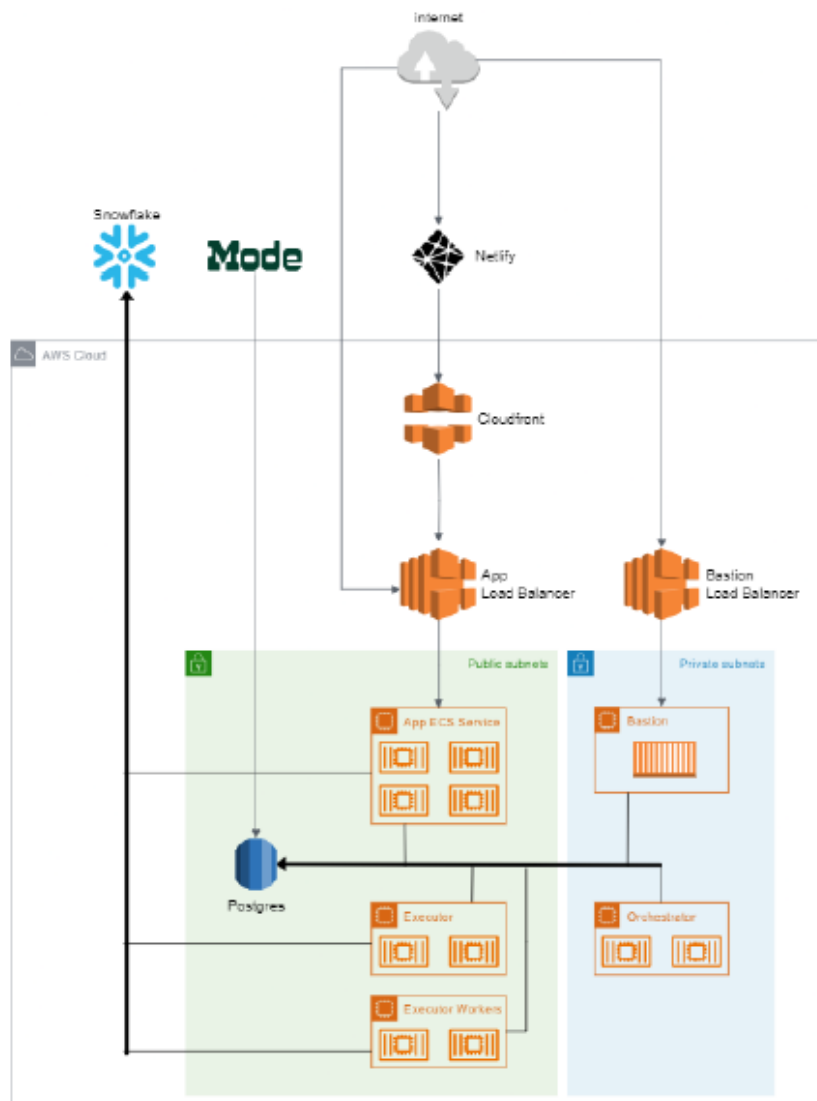 internet
Snowflake
Mode
Netlify
AWS Cloud
Cloudfront
App
Load Balancer
Bastion
Load Balancer
Public subnets
Private subnets
App ECS Service
Bastion
Postgres
Executor
Orchestrator
Executor Workers